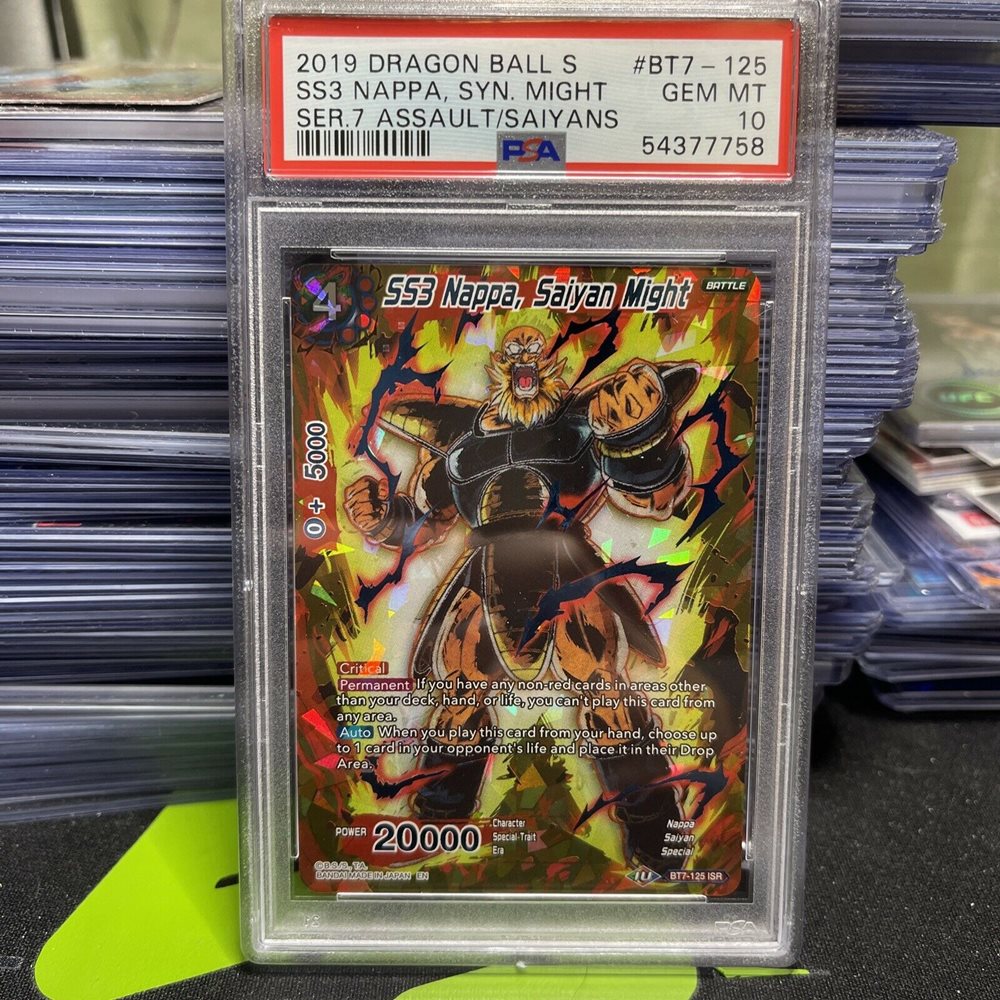 2019 DRAGON BALL S #BT7-125
SS3 NAPPA, SYN. MIGHT GEM MT
SER.7 ASSAULT/SAIYANS 10
PSA 54377758
4 SS3 Nappa, Saiyan Might BATTLE
0 + 5000
Critical
Permanent If you have any non-red cards in areas other
than your deck, hand, or life, you can't play this card from
any area.
Auto When you play this card from your hand, choose up
to 1 card in your opponent's life and place it in their Drop
Area.
POWER 20000
Character Nappa
Special Trait Saiyan
Era Special
©B.S./S., T.A.
BANDAI MADE IN JAPAN EN
BT7-125 ISR